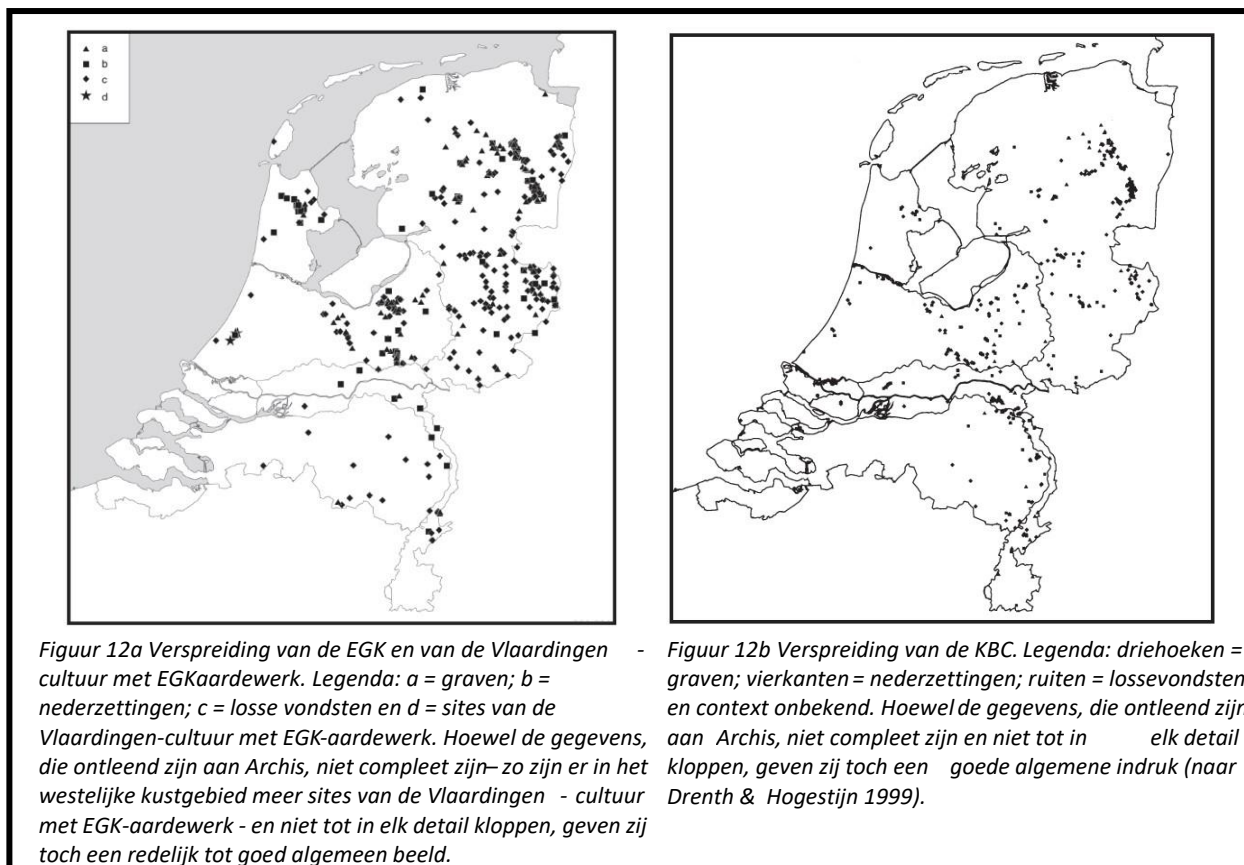 a
b
c
d
Figuur 12a Verspreiding van de EGK en van de Vlaardingen -
cultuur met EGKaardewerk. Legenda: a = graven; b =
nederzettingen; c = losse vondsten en d = sites van de
Vlaardingen-cultuur met EGK-aardewerk. Hoewel de gegevens,
die ontleend zijn aan Archis, niet compleet zijn– zo zijn er in het
westelijke kustgebied meer sites van de Vlaardingen - cultuur
met EGK-aardewerk - en niet tot in elk detail kloppen, geven zij
toch een redelijk tot goed algemeen beeld.
Figuur 12b Verspreiding van de KBC. Legenda: driehoeken =
graven; vierkanten = nederzettingen; ruiten = lossevondsten
en context onbekend. Hoewel de gegevens, die ontleend zijn
aan Archis, niet compleet zijn en niet tot in elk detail
kloppen, geven zij toch een goede algemene indruk (naar
Drenth & Hogestijn 1999).